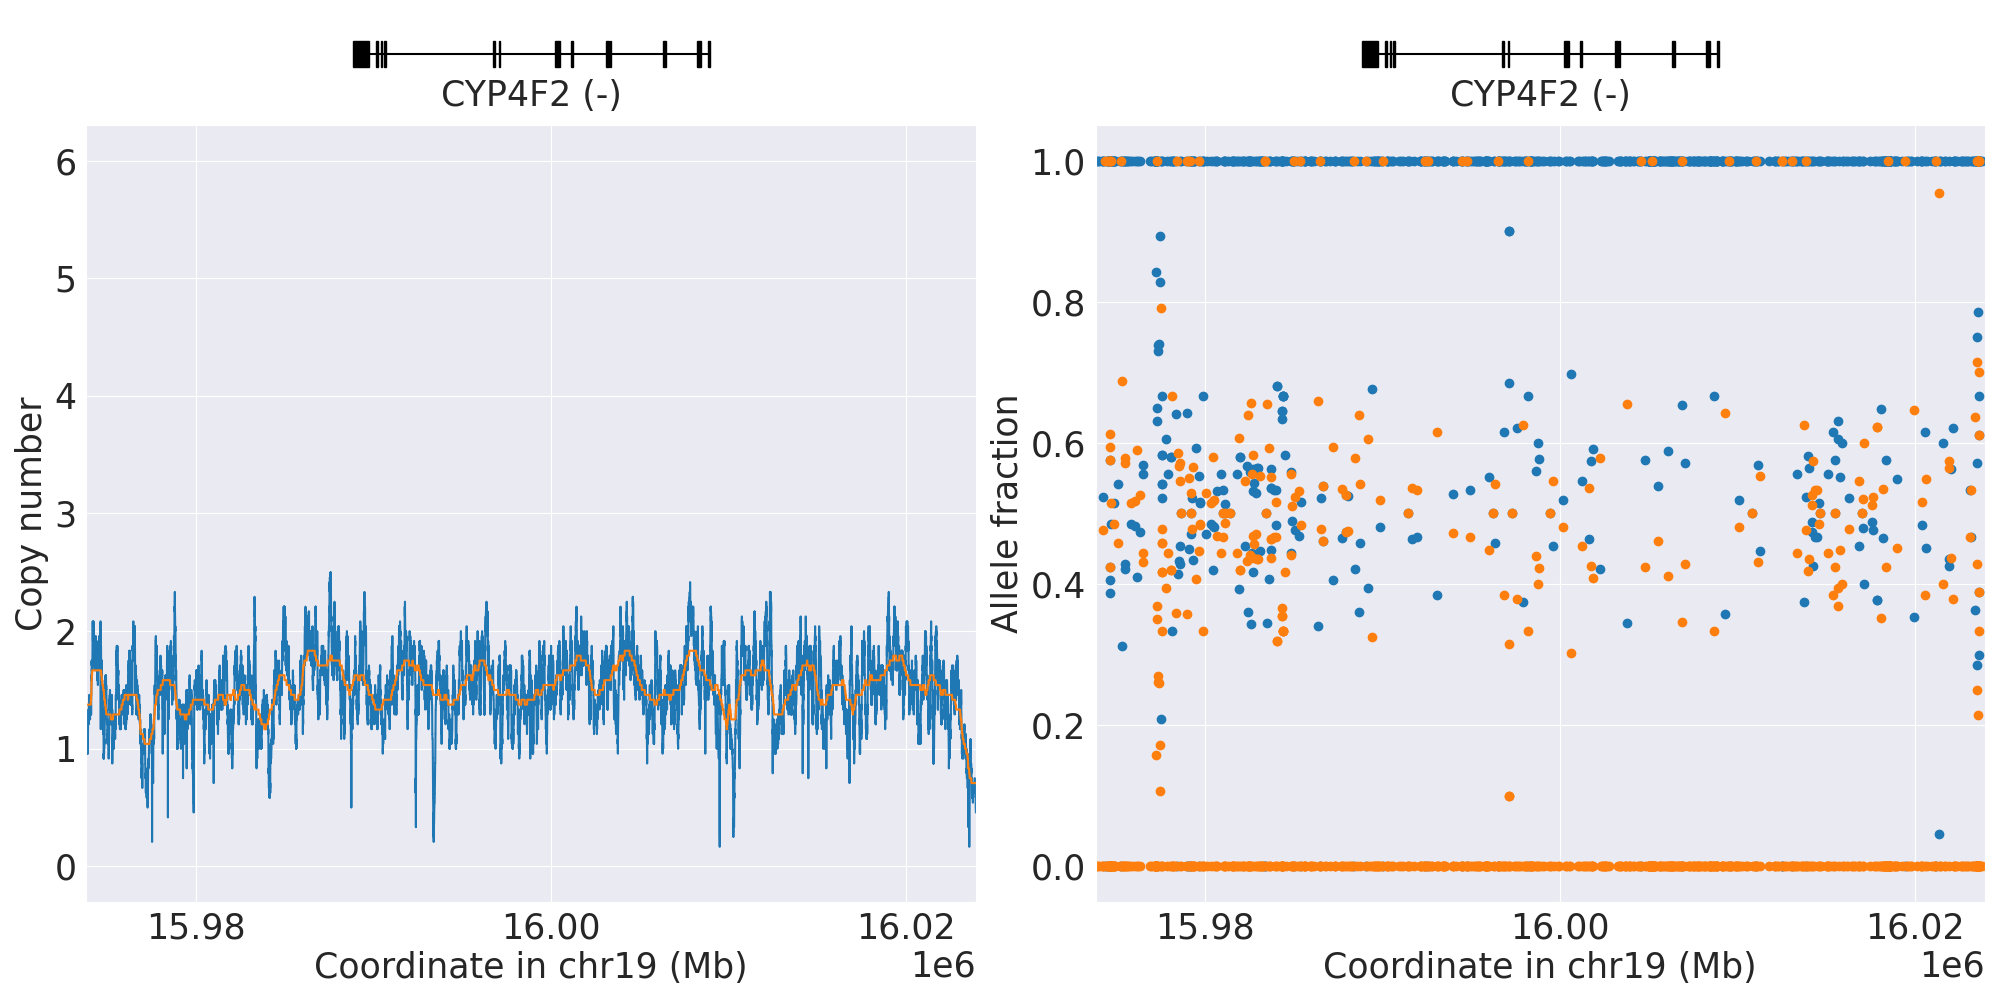 CYP4F2 (-)
6
5
4
3
2
1
0
Copy number
15.98
16.00
16.02
Coordinate in chr19 (Mb)
1e6
CYP4F2 (-)
1.0
0.8
0.6
0.4
0.2
0.0
Allele fraction
15.98
16.00
16.02
Coordinate in chr19 (Mb)
1e6